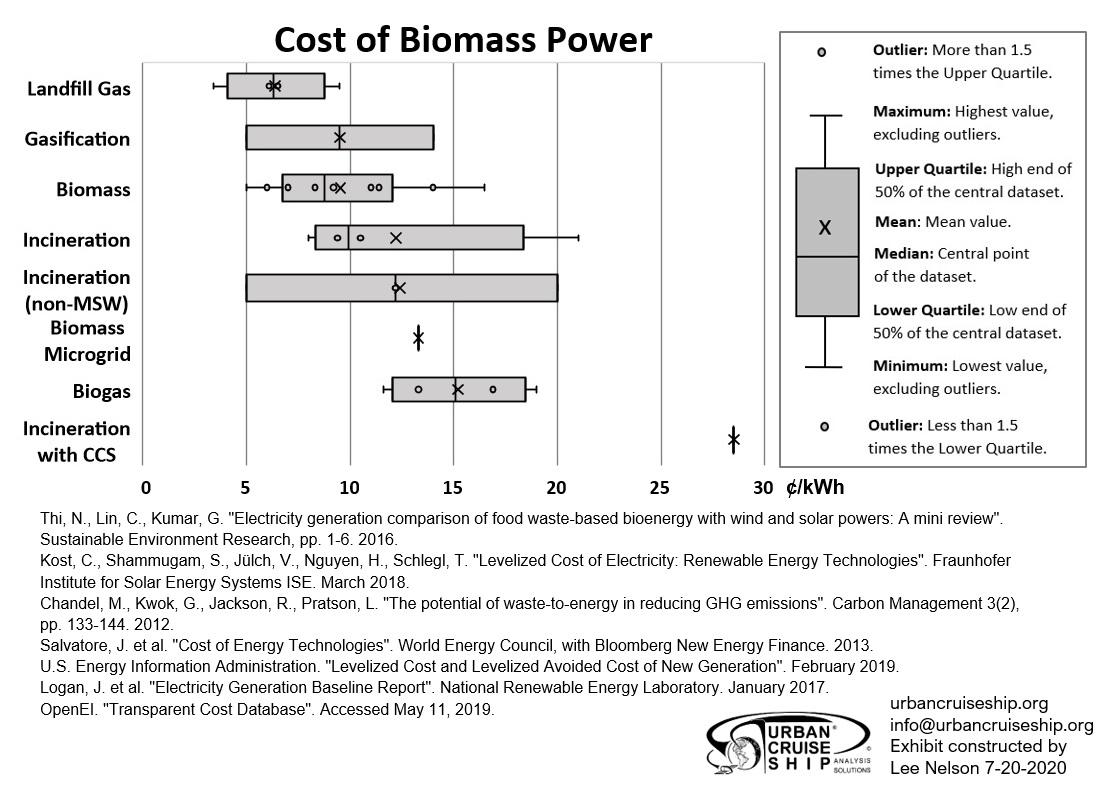 Cost of Biomass Power
Landfill Gas
Gasification
Biomass
Incineration
Incineration
(non-MSW)
Biomass
Microgrid
Biogas
Incineration
with CCS
0 5 10 15 20 25 30 ¢/kWh
Outlier: More than 1.5
times the Upper Quartile.
Maximum: Highest value,
excluding outliers.
Upper Quartile: High end of
50% of the central dataset.
X
Mean: Mean value.
Median: Central point
of the dataset.
Lower Quartile: Low end of
50% of the central dataset.
Minimum: Lowest value,
excluding outliers.
Outlier: Less than 1.5
times the Lower Quartile.
Thi, N., Lin, C., Kumar, G. "Electricity generation comparison of food waste-based bioenergy with wind and solar powers: A mini review".
Sustainable Environment Research, pp. 1-6. 2016.
Kost, C., Shammugam, S., Jülch, V., Nguyen, H., Schlegl, T. "Levelized Cost of Electricity: Renewable Energy Technologies". Fraunhofer
Institute for Solar Energy Systems ISE. March 2018.
Chandel, M., Kwok, G., Jackson, R., Pratson, L. "The potential of waste-to-energy in reducing GHG emissions". Carbon Management 3(2),
pp. 133-144. 2012.
Salvatore, J. et al. "Cost of Energy Technologies". World Energy Council, with Bloomberg New Energy Finance. 2013.
U.S. Energy Information Administration. "Levelized Cost and Levelized Avoided Cost of New Generation". February 2019.
Logan, J. et al. "Electricity Generation Baseline Report". National Renewable Energy Laboratory. January 2017.
OpenEI. "Transparent Cost Database". Accessed May 11, 2019.
URBAN
CRUISE
SHIP
ANALYSIS
SOLUTIONS
urbancruiseship.org
info@urbancruiseship.org
Exhibit constructed by
Lee Nelson 7-20-2020